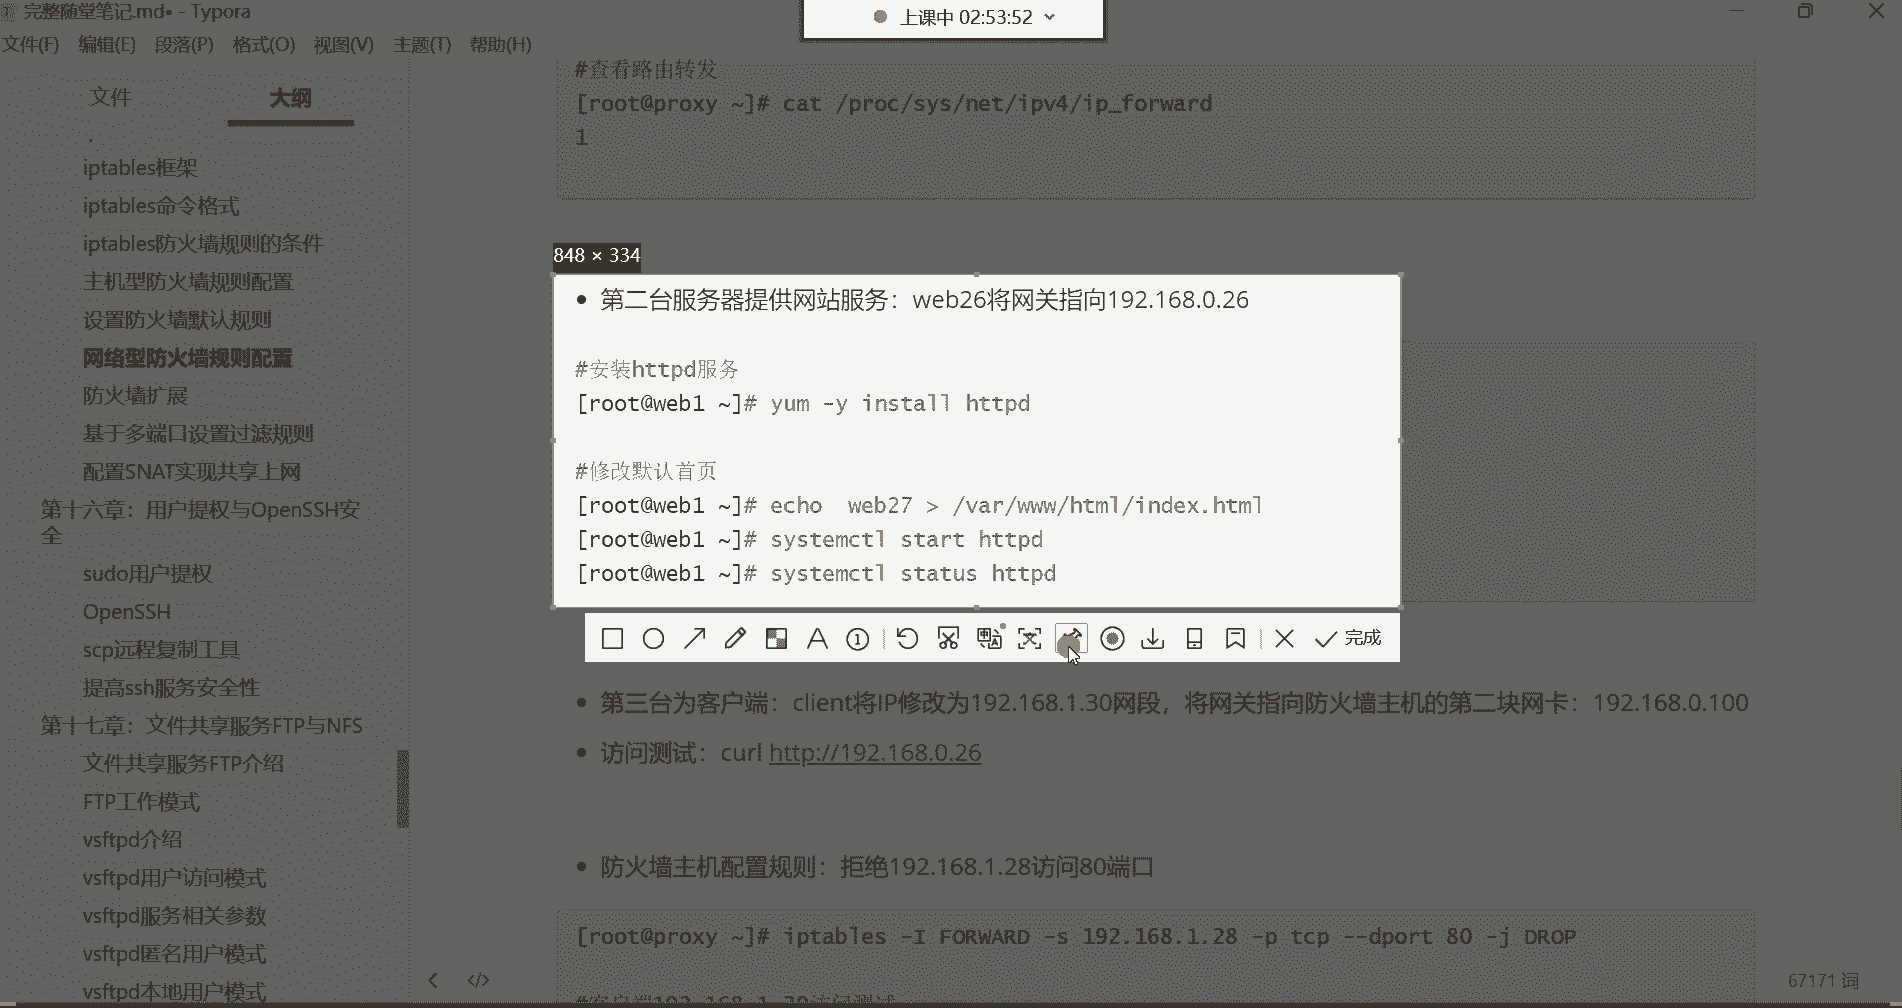 完整随堂笔记.md• - Typora
上课中 02:53:52
文件(F) 编辑(E) 段落(P) 格式(O) 视图(V) 主题(T) 帮助(H)
文件 大纲
iptables框架
iptables命令格式
iptables防火墙规则的条件
主机型防火墙规则配置
设置防火墙默认规则
网络型防火墙规则配置
防火墙扩展
基于多端口设置过滤规则
配置SNAT实现共享上网
第十六章：用户提权与OpenSSH安
全
sudo用户提权
OpenSSH
scp远程复制工具
提高ssh服务安全性
第十七章：文件共享服务FTP与NFS
文件共享服务FTP介绍
FTP工作模式
vsftpd介绍
vsftpd用户访问模式
vsftpd服务相关参数
vsftpd匿名用户模式
vsftpd本地用户模式
#查看路由转发
[root@proxy ~]# cat /proc/sys/net/ipv4/ip_forward
1
848 × 334
• 第二台服务器提供网站服务：web26将网关指向192.168.0.26
#安装httpd服务
[root@web1 ~]# yum -y install httpd
#修改默认首页
[root@web1 ~]# echo  web27 > /var/www/html/index.html
[root@web1 ~]# systemctl start httpd
[root@web1 ~]# systemctl status httpd
完成
• 第三台为客户端：client将IP修改为192.168.1.30网段，将网关指向防火墙主机的第二块网卡：192.168.0.100
• 访问测试：curl http://192.168.0.26
• 防火墙主机配置规则：拒绝192.168.1.28访问80端口
[root@proxy ~]# iptables -I FORWARD -s 192.168.1.28 -p tcp --dport 80 -j DROP
#客户端192.168.1.30访问测试
67171 词